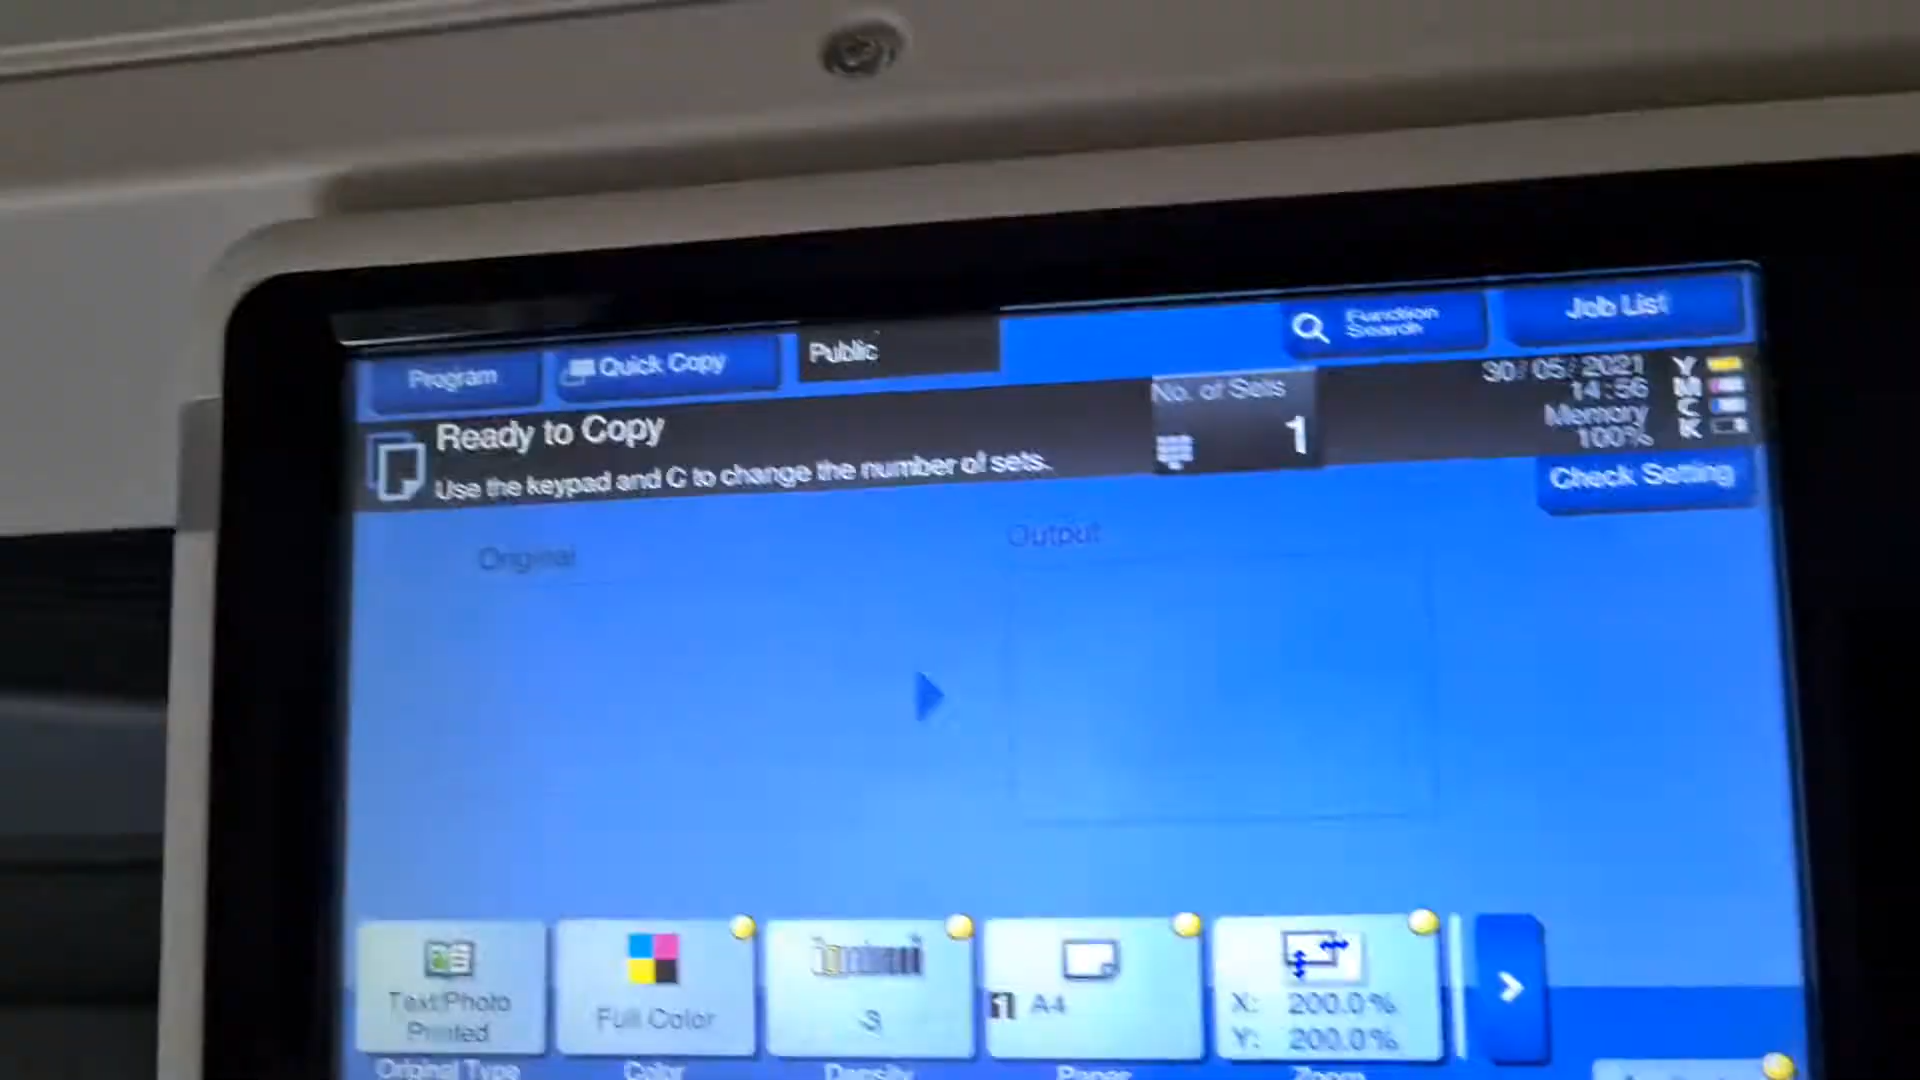 Program
Quick Copy
Public
Function
Search
Job List
Ready to Copy
Use the keypad and C to change the number of sets.
No. of Sets
1
30/05/2021
14:56
Memory
100%
Y
M
C
K
Check Setting
Original
Output
Text/Photo
Printed
Full Color
-3
1 A4
X: 200.0%
Y: 200.0%
Original Type
Color
Density
Paper
Zoom